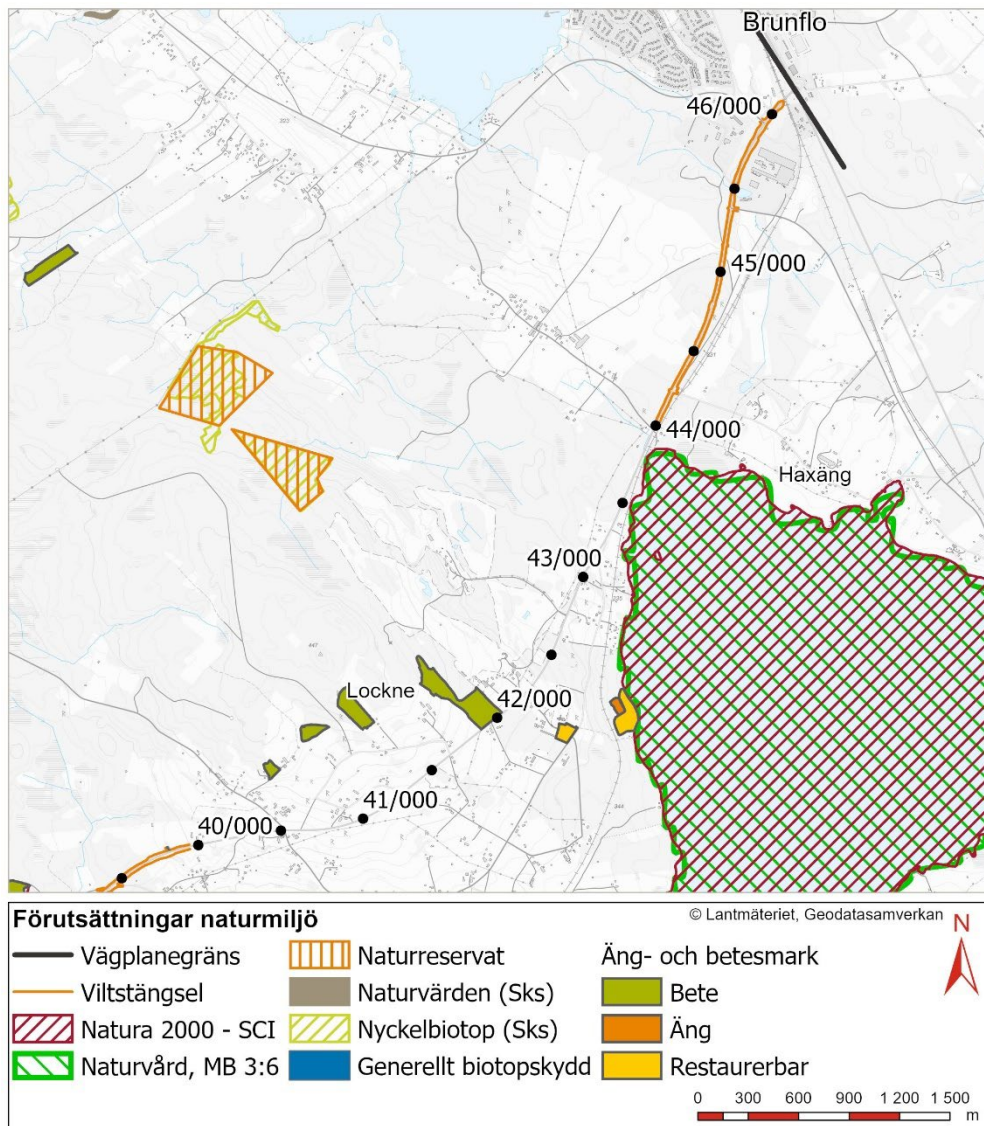 Brunflo
46/000
45/000
44/000
Haxäng
43/000
Lockne
42/000
41/000
40/000
Förutsättningar naturmiljö
© Lantmäteriet, Geodatasamverkan
N
Vägplanegräns
Viltstängsel
Natura 2000 - SCI
Naturvård, MB 3:6
Naturreservat
Naturvärden (Sks)
Nyckelbiotop (Sks)
Generellt biotopskydd
Äng- och betesmark
Bete
Äng
Restaurerbar
0 300 600 900 1 200 1 500
m